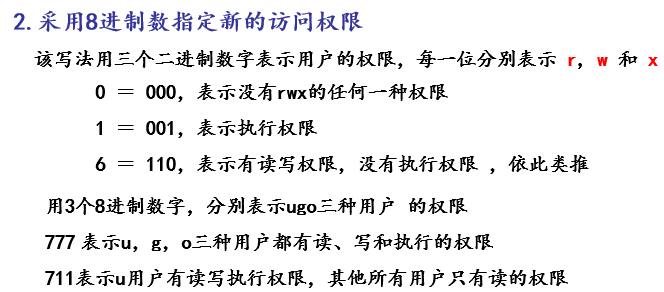 2.采用8进制数指定新的访问权限
该写法用三个二进制数字表示用户的权限，每一位分别表示 r，w 和 x
0 ＝ 000，表示没有rwx的任何一种权限
1 ＝ 001，表示执行权限
6 ＝ 110，表示有读写权限，没有执行权限 ，依此类推
用3个8进制数字，分别表示ugo三种用户 的权限
777 表示u，g，o三种用户都有读、写和执行的权限
711表示u用户有读写执行权限，其他所有用户只有读的权限